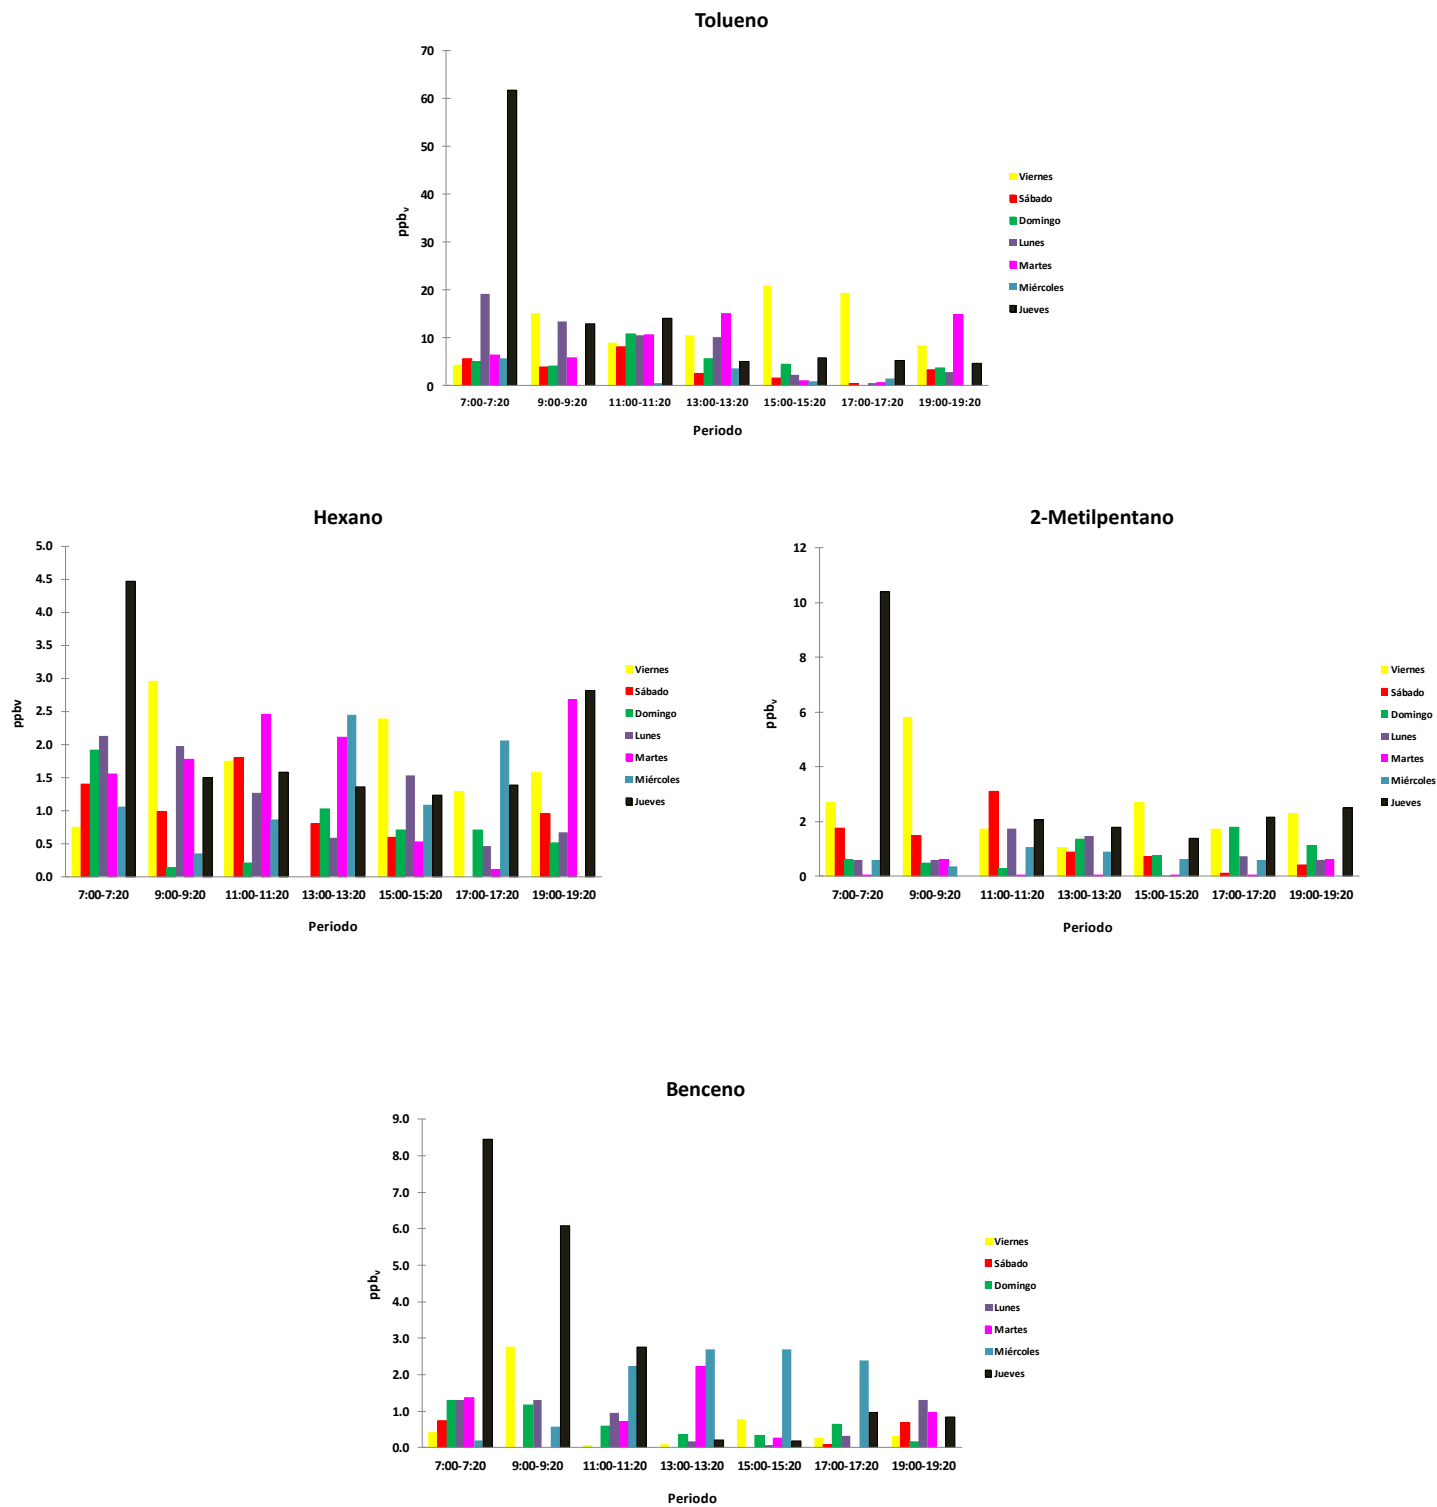 Tolueno
70
60
50
40
30
20
10
0
ppbv
7:00-7:20 9:00-9:20 11:00-11:20 13:00-13:20 15:00-15:20 17:00-17:20 19:00-19:20
Periodo
Viernes
Sábado
Domingo
Lunes
Martes
Miércoles
Jueves
Hexano
5.0
4.5
4.0
3.5
3.0
2.5
2.0
1.5
1.0
0.5
0.0
ppbv
7:00-7:20 9:00-9:20 11:00-11:20 13:00-13:20 15:00-15:20 17:00-17:20 19:00-19:20
Periodo
Viernes
Sábado
Domingo
Lunes
Martes
Miércoles
Jueves
2-Metilpentano
12
10
8
6
4
2
0
ppbv
7:00-7:20 9:00-9:20 11:00-11:20 13:00-13:20 15:00-15:20 17:00-17:20 19:00-19:20
Periodo
Viernes
Sábado
Domingo
Lunes
Martes
Miércoles
Jueves
Benceno
9.0
8.0
7.0
6.0
5.0
4.0
3.0
2.0
1.0
0.0
ppbv
7:00-7:20 9:00-9:20 11:00-11:20 13:00-13:20 15:00-15:20 17:00-17:20 19:00-19:20
Periodo
Viernes
Sábado
Domingo
Lunes
Martes
Miércoles
Jueves